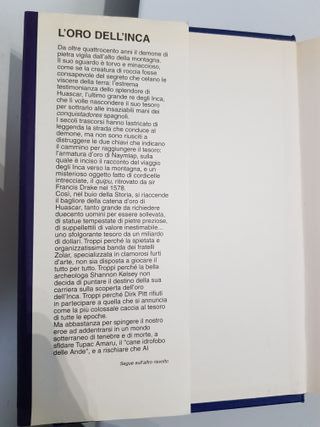 L'ORO DELL'INCA
Da oltre quattrocento anni il demone di
pietra vigila dall'alto della montagna.
Il suo sguardo è torvo e minaccioso,
come se la creatura di roccia fosse
consapevole del segreto che celano le
viscere della terra: l'estrema
testimonianza dello splendore di
Huascar, l'ultimo grande re degli Inca,
che lì volle nascondere il suo tesoro
per sottrarlo alle insaziabili mani dei
conquistadores spagnoli.
I secoli trascorsi hanno lastricato di
leggenda la strada che conduce al
demone, ma non sono riusciti a
distruggere le due chiavi che indicano
il cammino per raggiungere il tesoro:
l'armatura d'oro di Naymlap, sulla
quale è inciso il racconto del viaggio
degli Inca verso la montagna, e un
misterioso oggetto fatto di cordicelle
intrecciate, il quipu, ritrovato da sir
Francis Drake nel 1578.
Così, nel buio della Storia, si riaccende
il bagliore della catena d'oro di
Huascar, tanto grande da richiedere
duecento uomini per essere sollevata,
di statue tempestate di pietre preziose,
di suppellettili di valore inestimabile...
uno sfolgorante tesoro da un miliardo
di dollari. Troppi perché la spietata e
organizzatissima banda dei fratelli
Zolar, specializzata in clamorosi furti
d'arte, non sia disposta a giocare il
tutto per tutto. Troppi perché la bella
archeologa Shannon Kelsey non
decida di puntare il destino della sua
carriera sulla scoperta dell'oro
dell'Inca. Troppi perché Dirk Pitt rifiuti
in partecipare a quella che si annuncia
come la più colossale caccia al tesoro
di tutte le epoche.
Ma abbastanza per spingere il nostro
eroe ad addentrarsi in un mondo
sotterraneo di tenebre e di morte, a
sfidare Tupac Amaru, il "cane idrofobo
delle Ande", e a rischiare che Al
Segue sull'altro risvolto